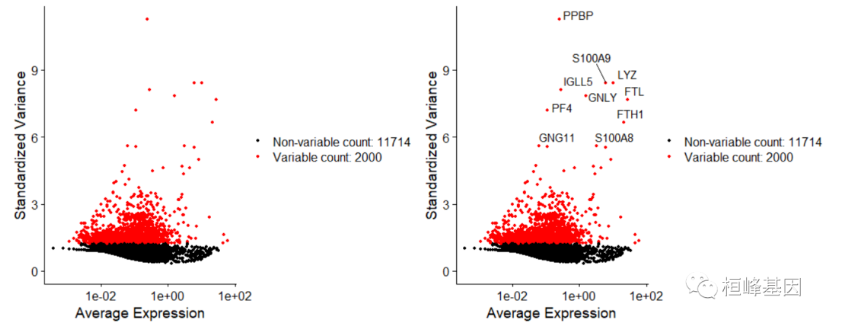 Standardized Variance
9
6
3
0
1e-02
1e+00
1e+02
Average Expression
Non-variable count: 11714
Variable count: 2000
Standardized Variance
9
6
3
0
PPBP
S100A9
LYZ
IGLL5
FTL
GNLY
PF4
FTH1
GNG11
S100A8
1e-02
1e+00
1e+02
Average Expression
Non-variable count: 11714
Variable count: 2000
桓峰基因